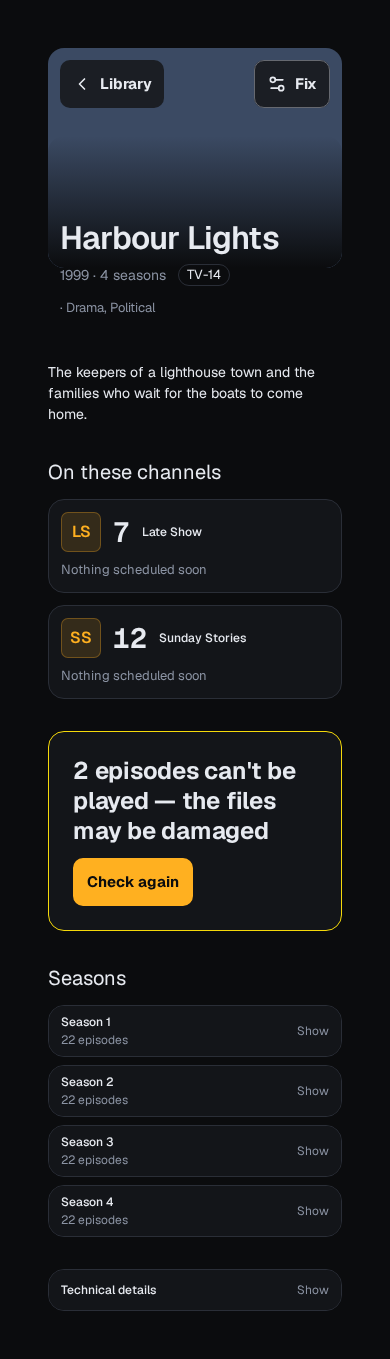 Library
Fix
Harbour Lights
1999 · 4 seasons TV-14
· Drama, Political
The keepers of a lighthouse town and the
families who wait for the boats to come
home.
On these channels
LS 7 Late Show
Nothing scheduled soon
SS 12 Sunday Stories
Nothing scheduled soon
2 episodes can't be
played — the files
may be damaged
Check again
Seasons
Season 1
22 episodes
Show
Season 2
22 episodes
Show
Season 3
22 episodes
Show
Season 4
22 episodes
Show
Technical details
Show